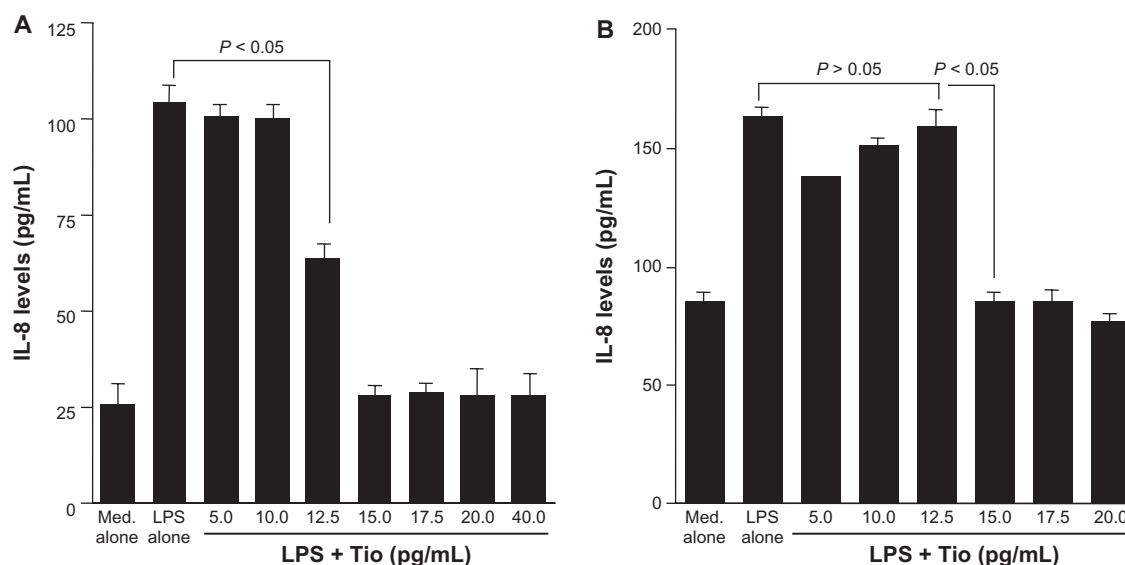 A
125
100
75
50
25
0
IL-8 levels (pg/mL)
P < 0.05
Med. alone
LPS alone
5.0 10.0 12.5 15.0 17.5 20.0 40.0
LPS + Tio (pg/mL)
B
200
150
100
50
0
IL-8 levels (pg/mL)
P > 0.05 P < 0.05
Med. alone
LPS alone
5.0 10.0 12.5 15.0 17.5 20.0
LPS + Tio (pg/mL)